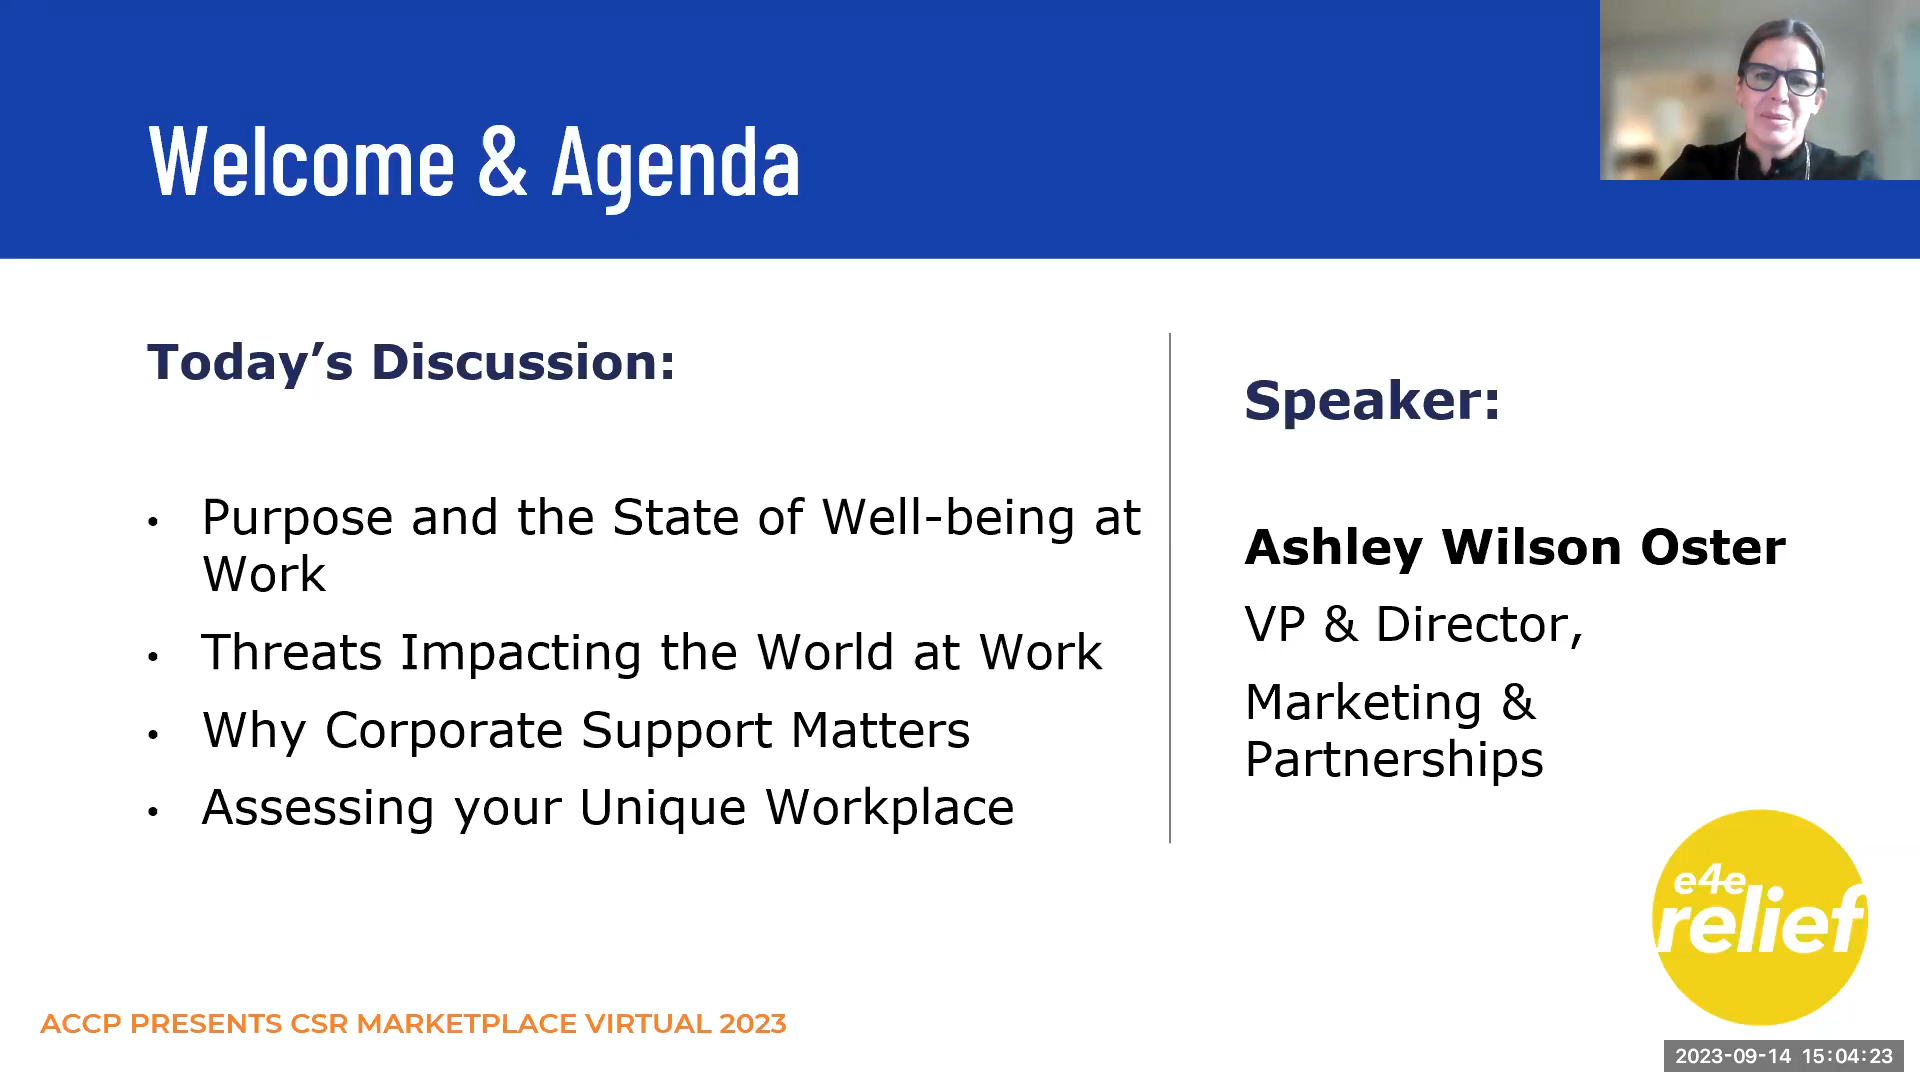 Welcome & Agenda
Today’s Discussion:
• Purpose and the State of Well-being at
Work
• Threats Impacting the World at Work
• Why Corporate Support Matters
• Assessing your Unique Workplace
Speaker:
Ashley Wilson Oster
VP & Director,
Marketing &
Partnerships
e4e
relief
ACCP PRESENTS CSR MARKETPLACE VIRTUAL 2023
2023-09-14 15:04:23